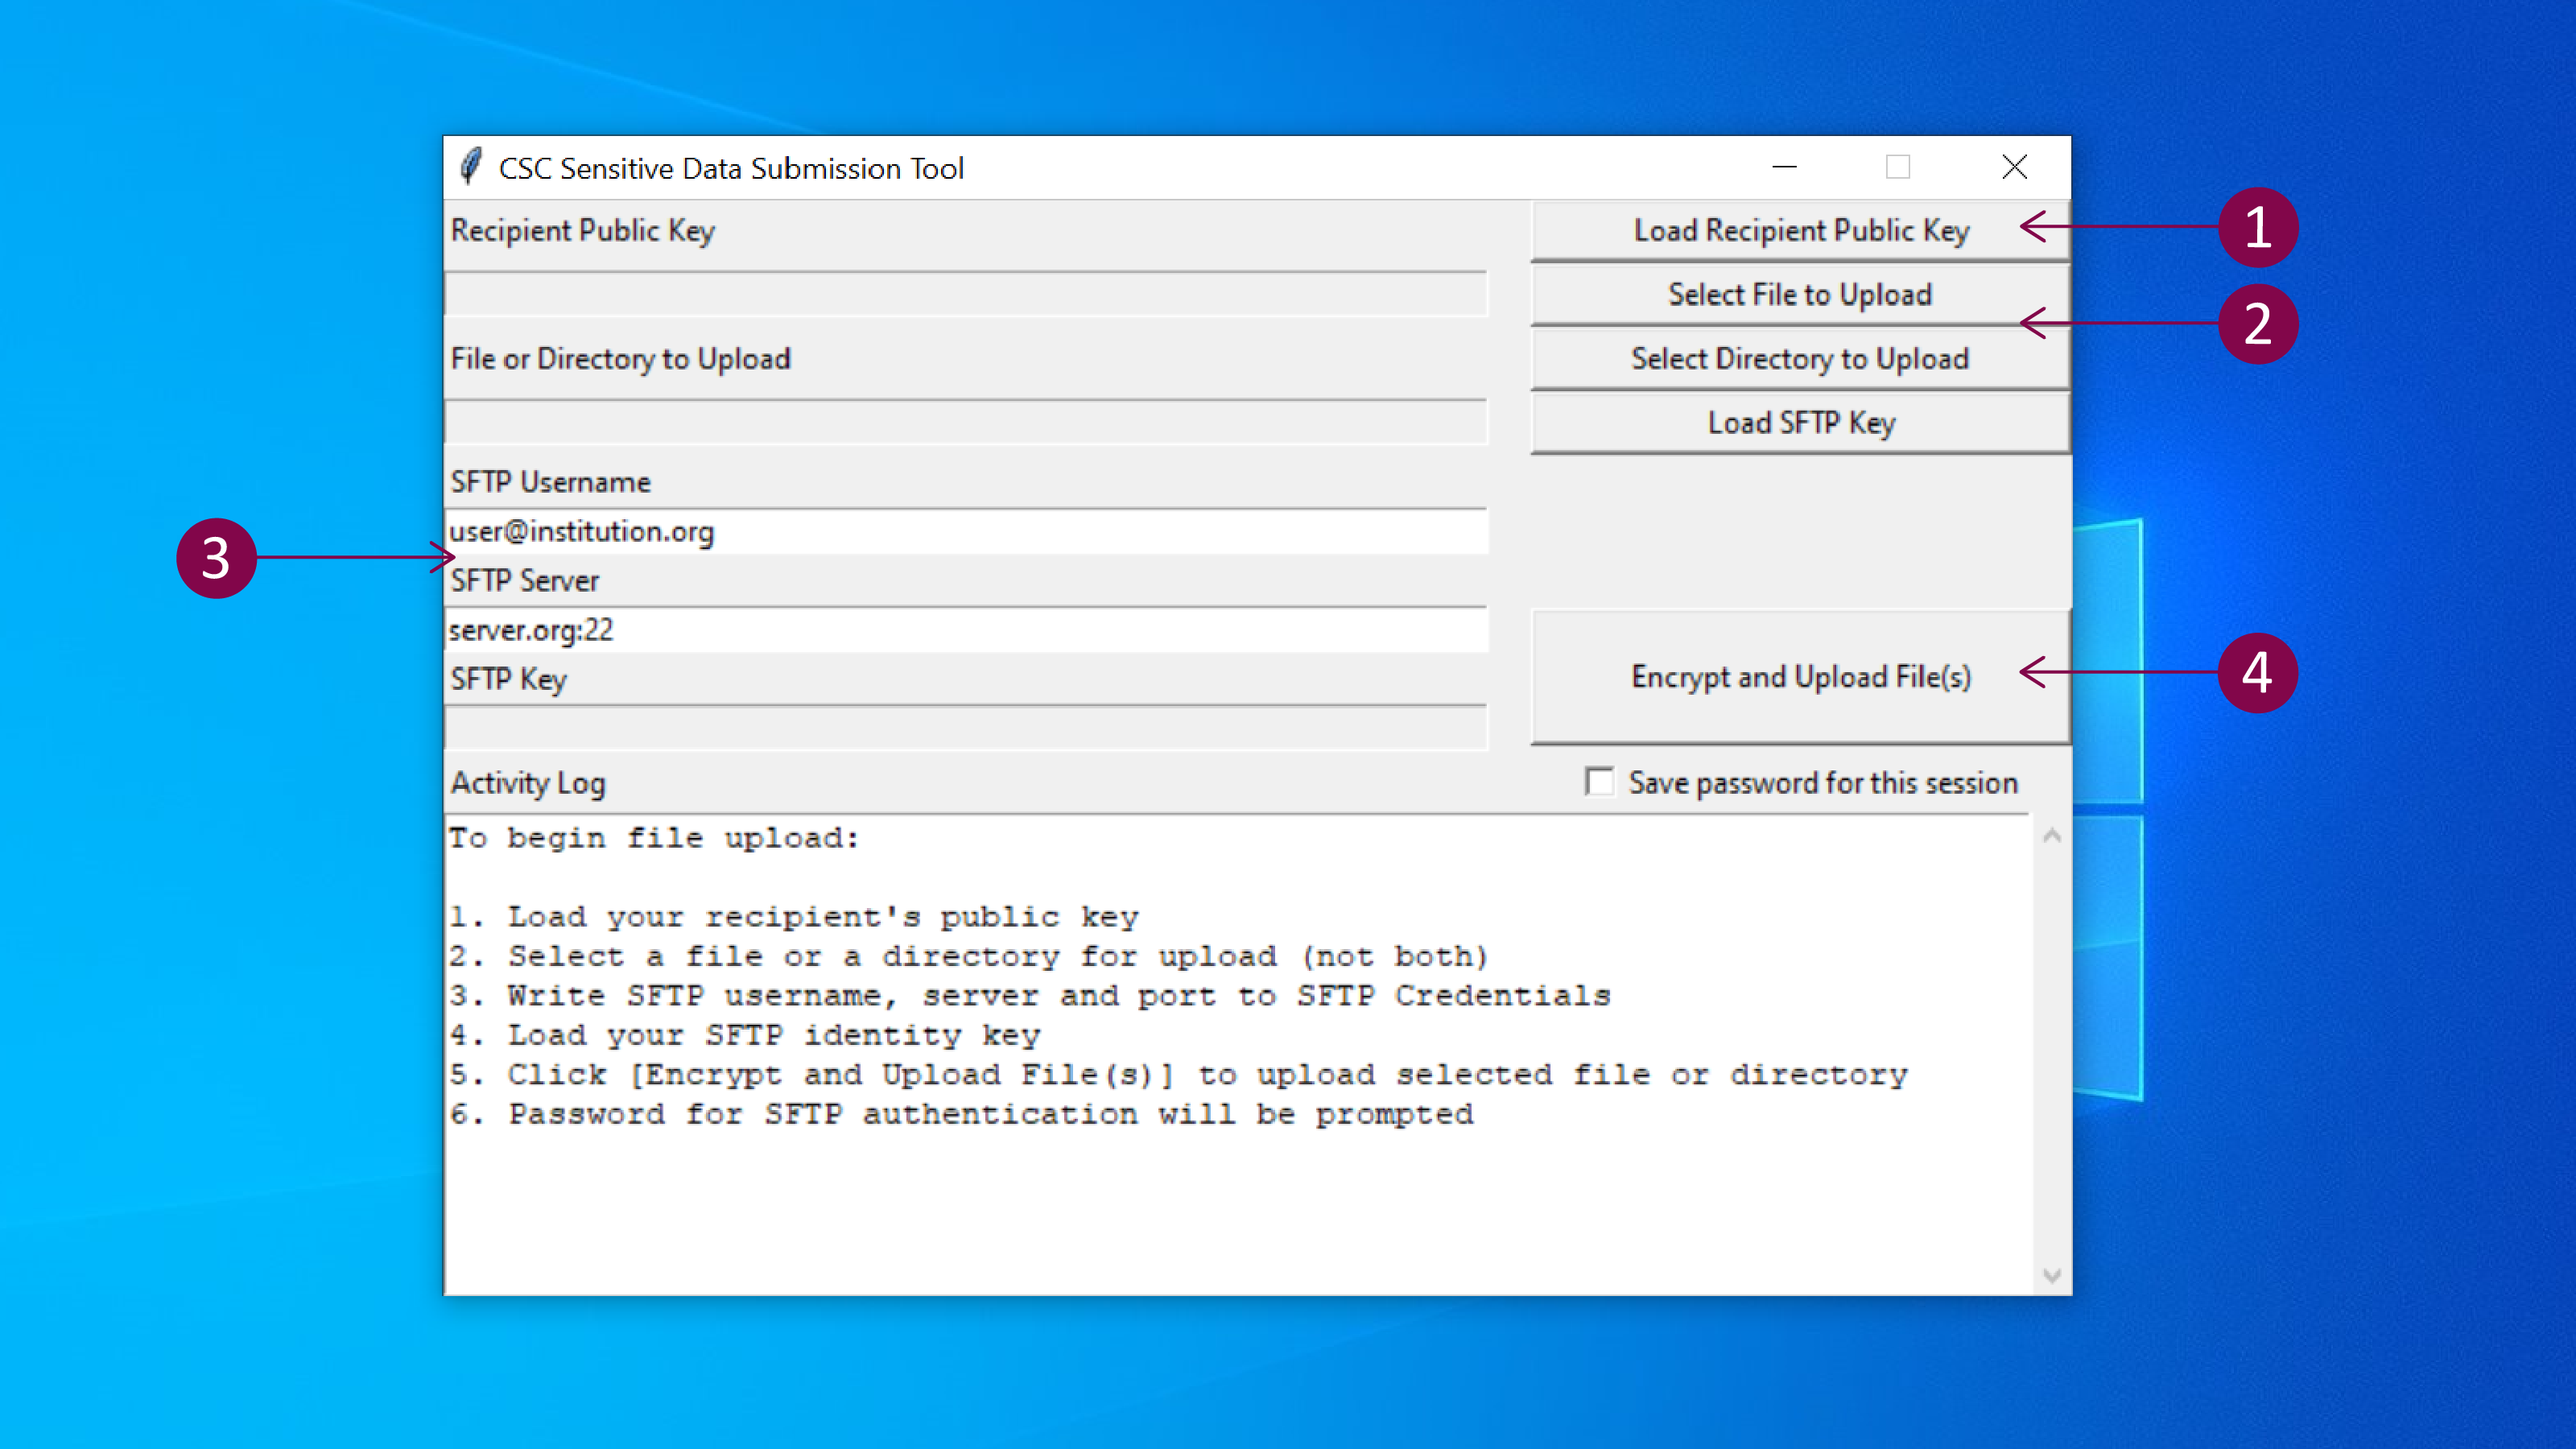 CSC Sensitive Data Submission Tool
Recipient Public Key
Load Recipient Public Key
1
Select File to Upload
2
File or Directory to Upload
Select Directory to Upload
Load SFTP Key
SFTP Username
user@institution.org
3
SFTP Server
server.org:22
SFTP Key
Encrypt and Upload File(s)
4
Activity Log
Save password for this session
To begin file upload:
1. Load your recipient's public key
2. Select a file or a directory for upload (not both)
3. Write SFTP username, server and port to SFTP Credentials
4. Load your SFTP identity key
5. Click [Encrypt and Upload File(s)] to upload selected file or directory
6. Password for SFTP authentication will be prompted